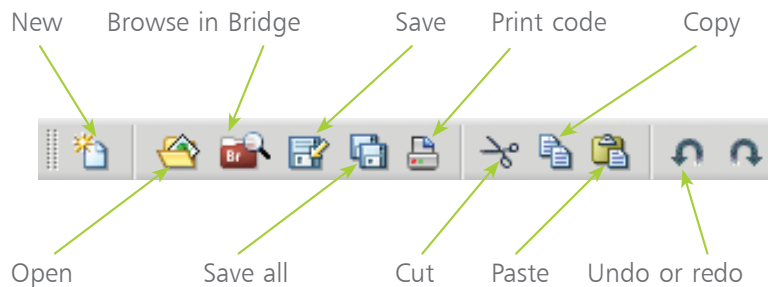 New Browse in Bridge Save Print code Copy
Br
Open Save all Cut Paste Undo or redo